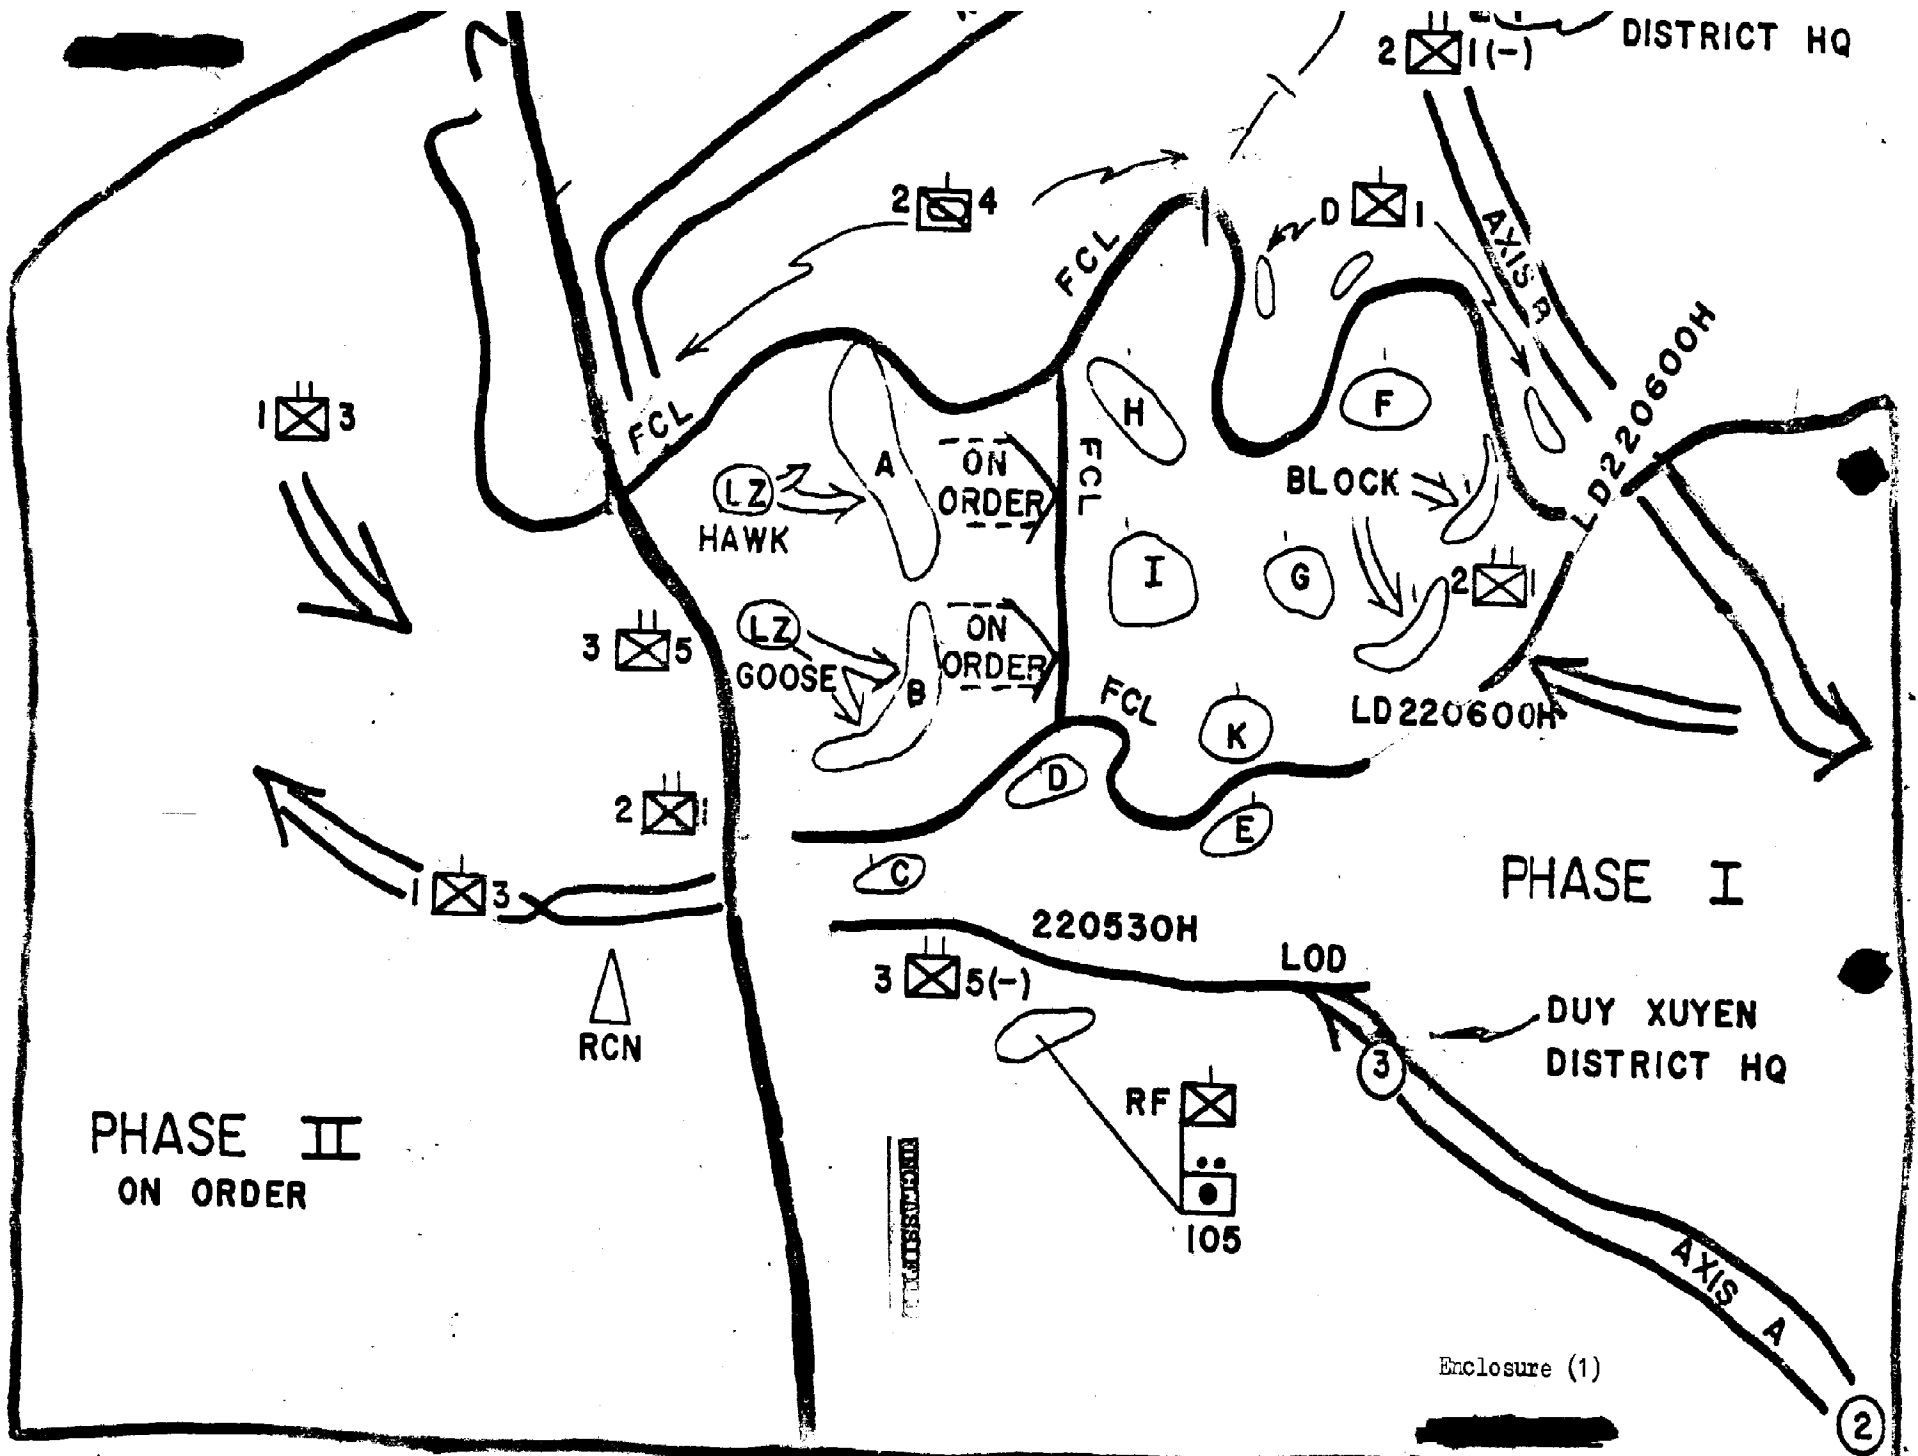 DISTRICT HQ
2 1(-)
2 4
D 1
AXIS B
FCL
LD220600H
1 3
FCL
H
F
A
ON
ORDER
FCL
LZ
HAWK
BLOCK
I
G
2 1
3 5
LZ
GOOSE
ON
ORDER
B
FCL
LD220600H
K
D
2 1
E
C
PHASE I
1 3
220530H
LOD
3 5(-)
RCN
DUY XUYEN
DISTRICT HQ
3
RF
PHASE II
ON ORDER
UNCLASSIFIED
105
AXIS A
Enclosure (1)
2